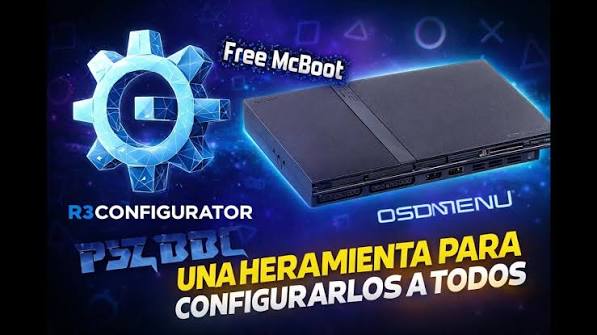 Free McBoot
R3CONFIGURATOR
OSDMENU
PS2BBL
UNA HERAMIENTA PARA
CONFIGURARLOS A TODOS